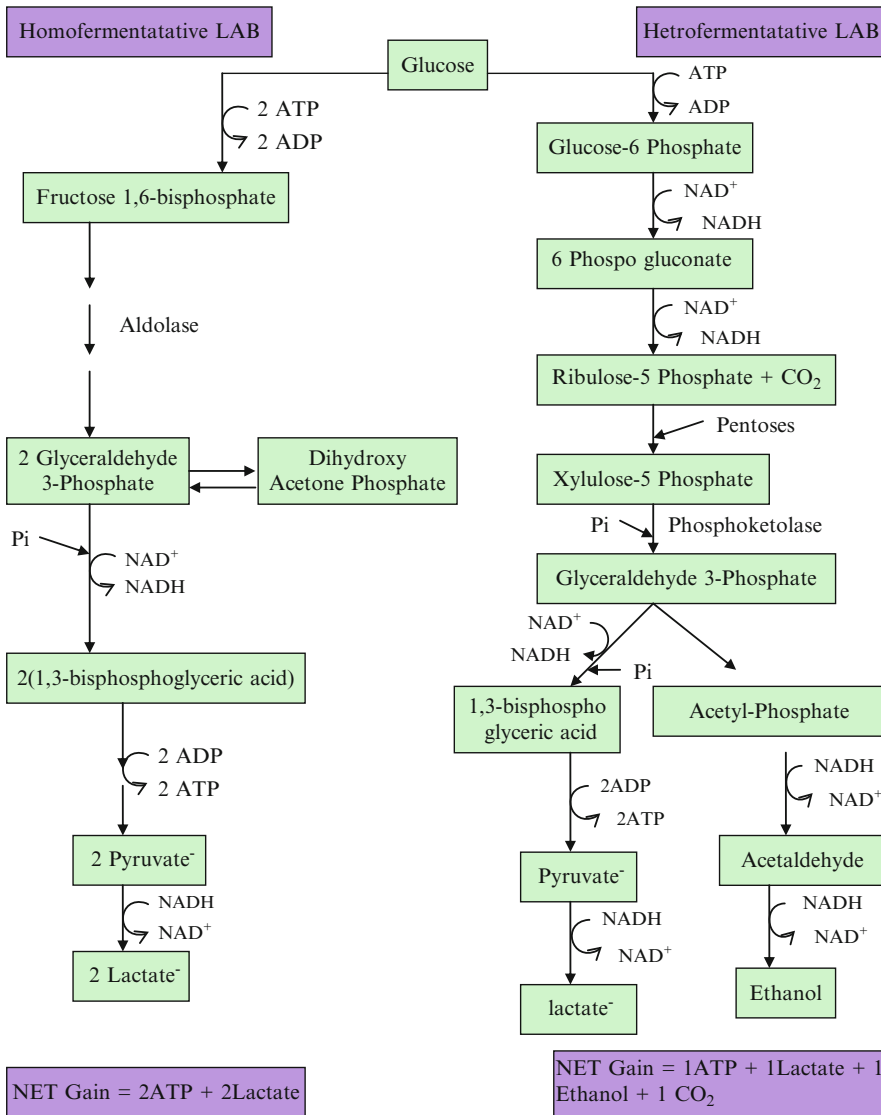 Homofermentatative LAB
Hetrofermentatative LAB
Glucose
2 ATP
2 ADP
Fructose 1,6-bisphosphate
Aldolase
2 Glyceraldehyde
3-Phosphate
Dihydroxy
Acetone Phosphate
Pi
NAD⁺
NADH
2(1,3-bisphosphoglyceric acid)
2 ADP
2 ATP
2 Pyruvate⁻
NADH
NAD⁺
2 Lactate⁻
NET Gain = 2ATP + 2Lactate
ATP
ADP
Glucose-6 Phosphate
NAD⁺
NADH
6 Phospo gluconate
NAD⁺
NADH
Ribulose-5 Phosphate + CO₂
Pentoses
Xylulose-5 Phosphate
Pi
Phosphoketolase
Glyceraldehyde 3-Phosphate
NAD⁺
NADH
Pi
1,3-bisphospho
glyceric acid
2ADP
2ATP
Pyruvate⁻
NADH
NAD⁺
lactate⁻
Acetyl-Phosphate
NADH
NAD⁺
Acetaldehyde
NADH
NAD⁺
Ethanol
NET Gain = 1ATP + 1Lactate + 1
Ethanol + 1 CO₂